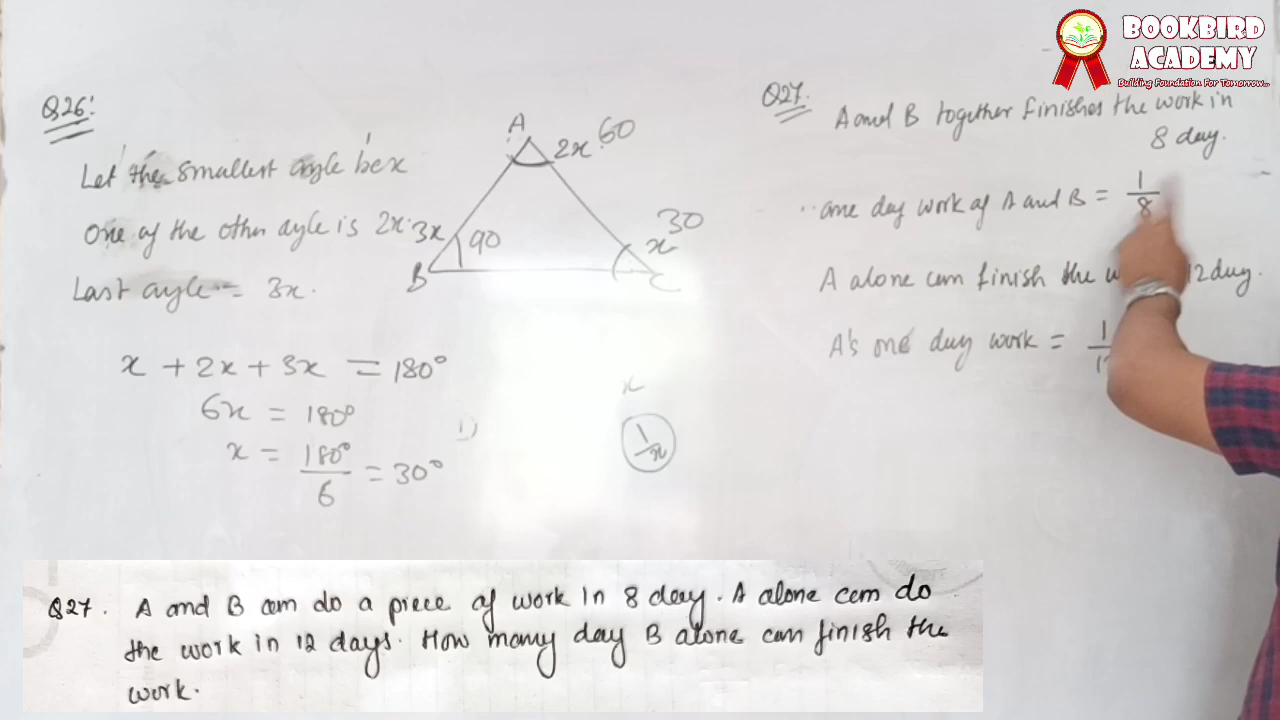 BOOKBIRD
ACADEMY
Building Foundation For Tomorrow...
Q26:
Let the smallest angle be x
One of the other angle is 2x.
Last angle = 3x.
x + 2x + 3x = 180°
6x = 180°
x = 180°/6 = 30°
A
2x 60
3x
90
B
30
x
C
1)
x
1/x
Q27.
A and B together finishes the work in
8 day.
one day work of A and B = 1/8
A alone can finish the 12 day.
A's one day work = 1
Q27. A and B can do a piece of work in 8 day. A alone can do
the work in 12 days. How many day B alone can finish the
work.